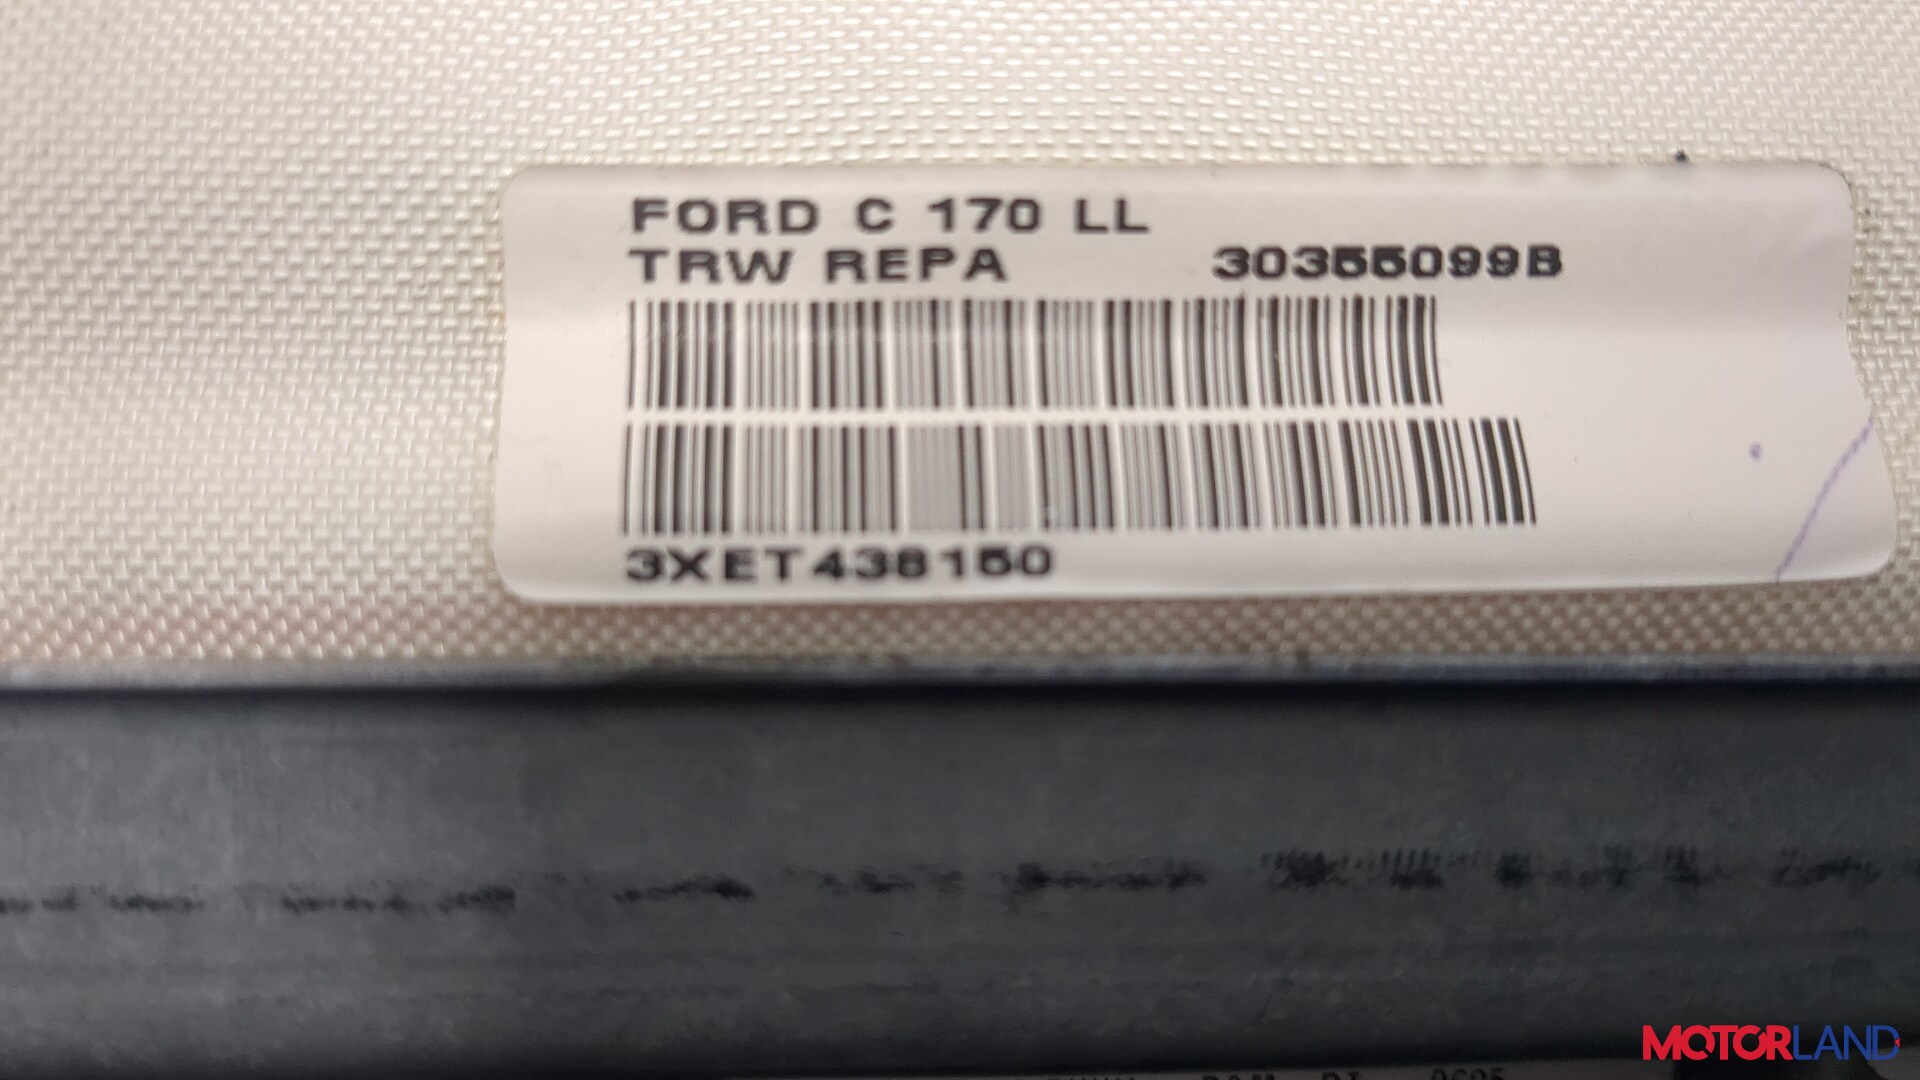 FORD C 170 LL
TRW REPA 30355099B
3XET438150
MOTORLAND